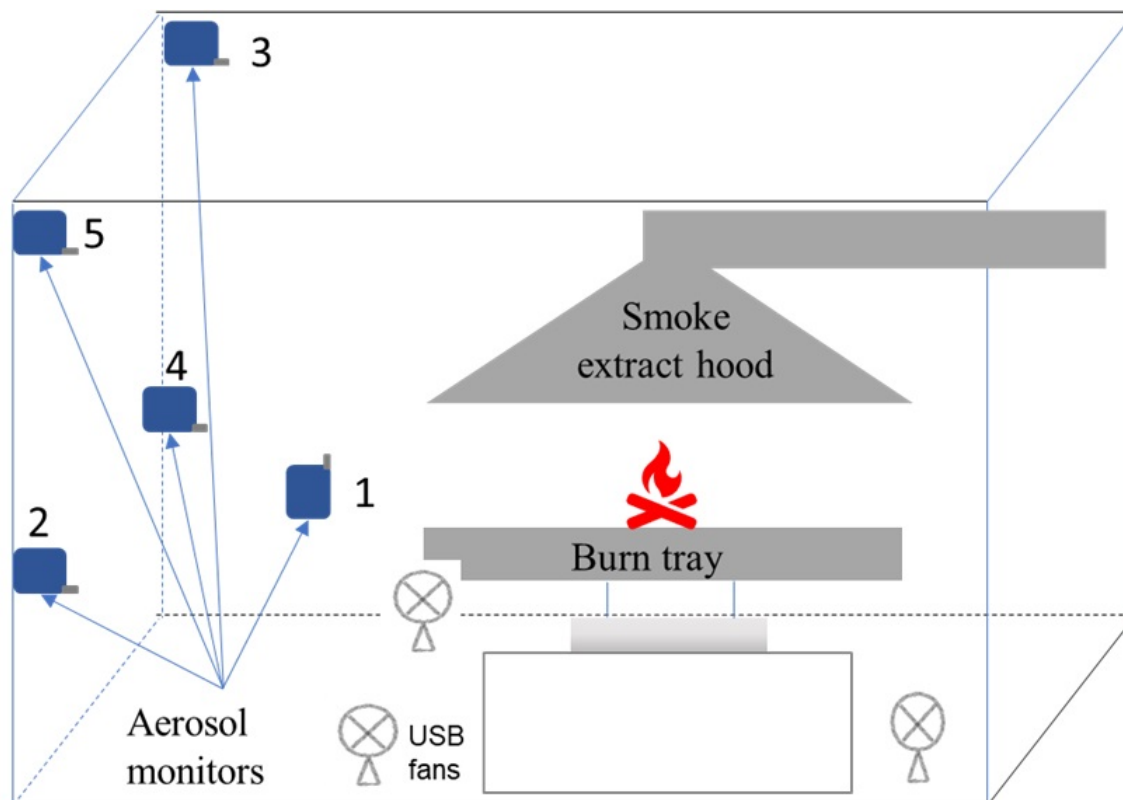 3
5
Smoke
extract hood
4
1
2
Burn tray
Aerosol
monitors
USB
fans